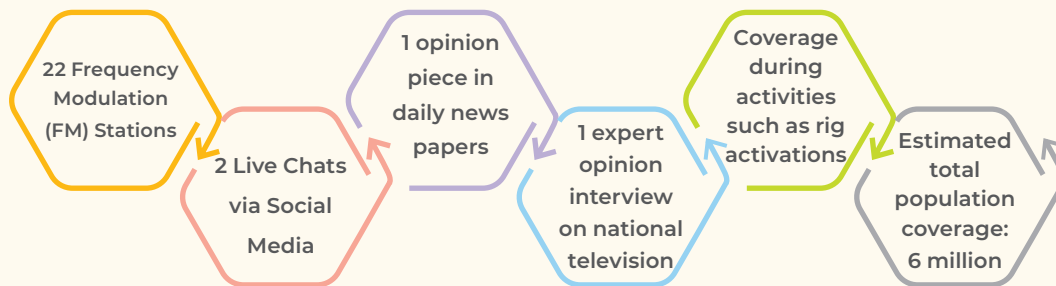 22 Frequency
Modulation
(FM) Stations
2 Live Chats
via Social
Media
1 opinion
piece in
daily news
papers
1 expert
opinion
interview
on national
television
Coverage
during
activities
such as rig
activations
Estimated
total
population
coverage:
6 million